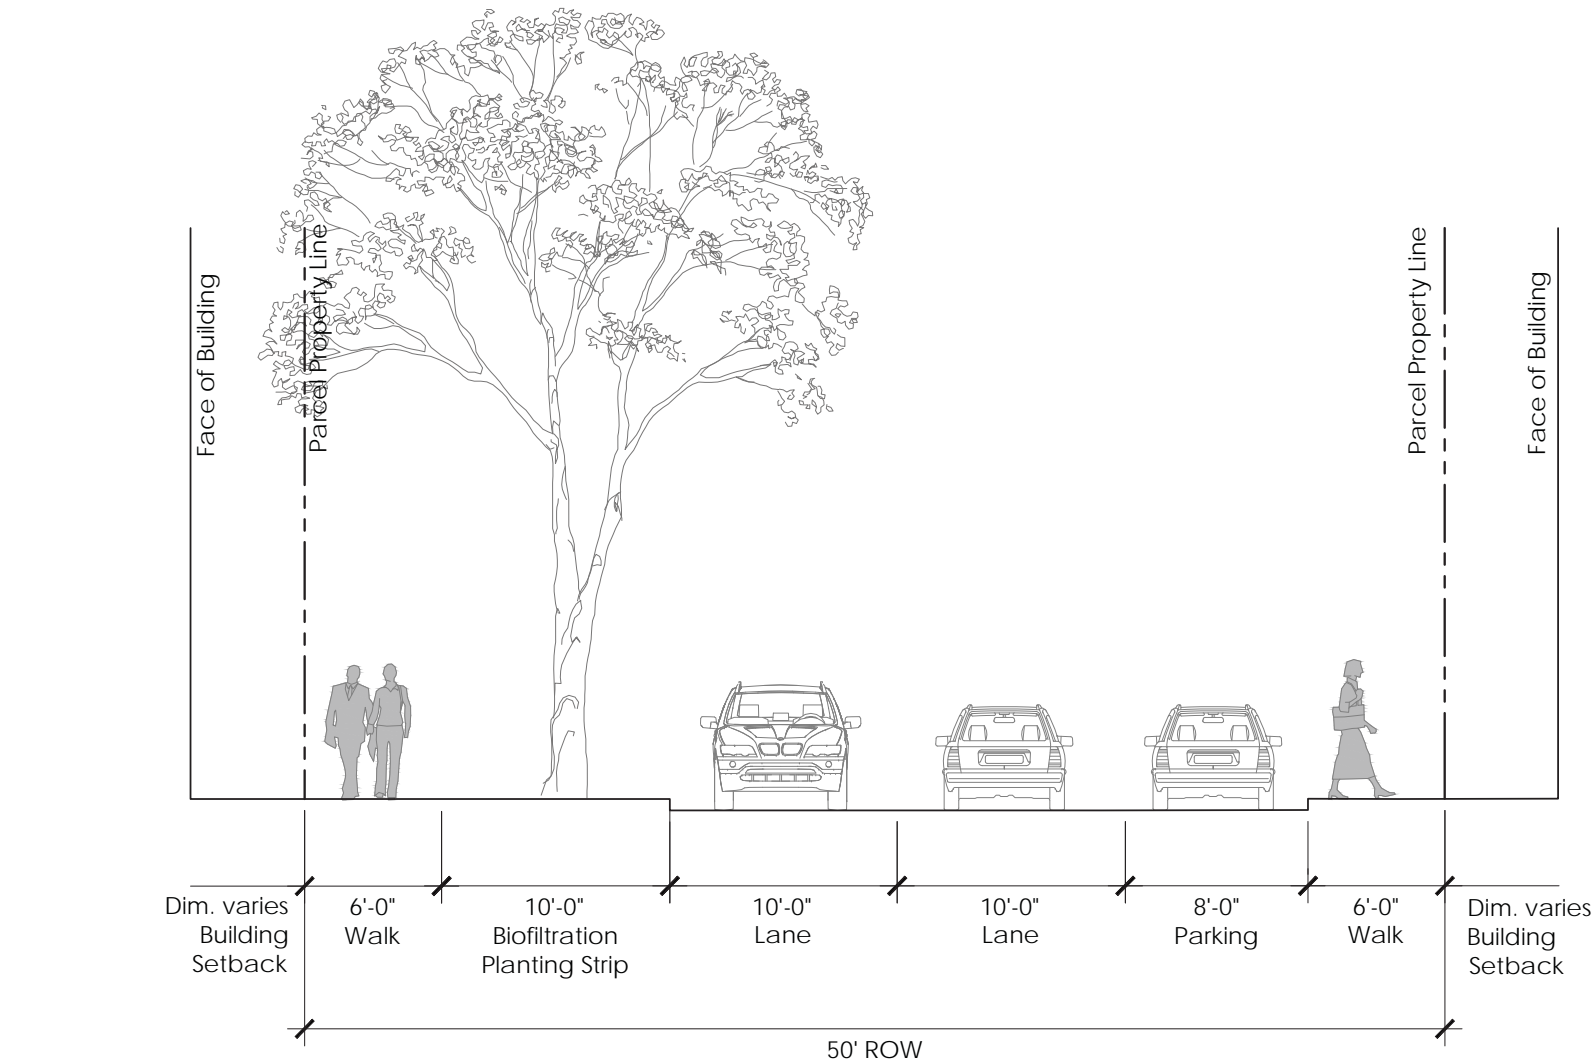 Face of Building
Parcel Property Line
Parcel Property Line
Face of Building
Dim. varies
Building
Setback
6'-0"
Walk
10'-0"
Biofiltration
Planting Strip
10'-0"
Lane
10'-0"
Lane
8'-0"
Parking
6'-0"
Walk
Dim. varies
Building
Setback
50' ROW